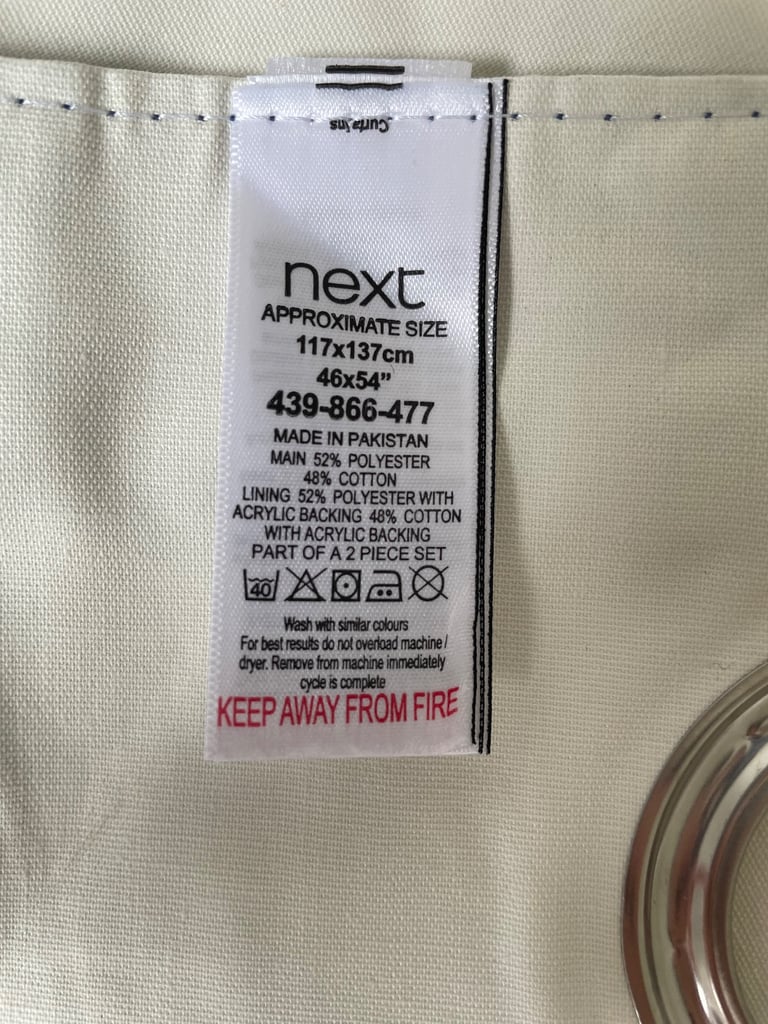 Curtains
next
APPROXIMATE SIZE
117x137cm
46x54”
439-866-477
MADE IN PAKISTAN
MAIN 52% POLYESTER
48% COTTON
LINING 52% POLYESTER WITH
ACRYLIC BACKING 48% COTTON
WITH ACRYLIC BACKING
PART OF A 2 PIECE SET
40
Wash with similar colours
For best results do not overload machine /
dryer. Remove from machine immediately
cycle is complete
KEEP AWAY FROM FIRE